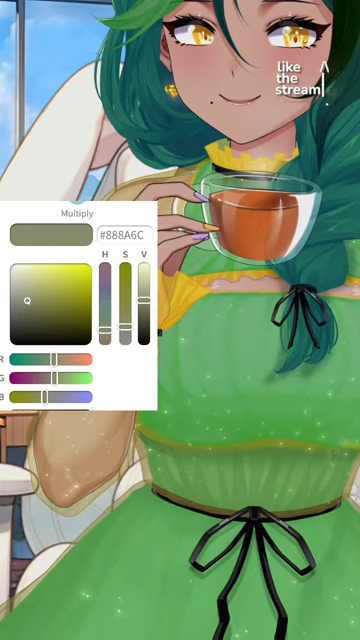 like
the
stream
Multiply
#888A6C
H S V
R
G
B